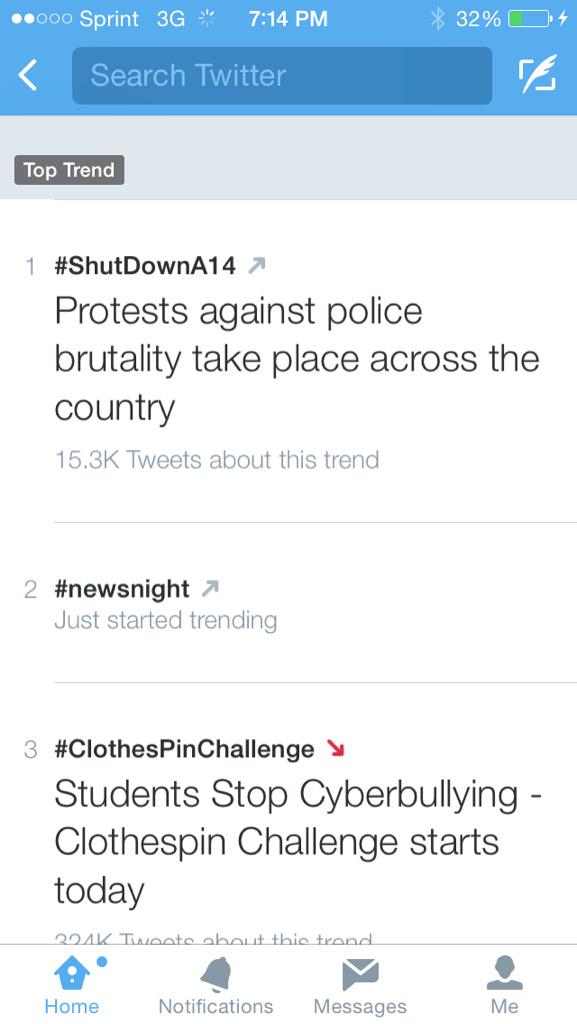 Sprint 3G 7:14 PM 32%
Search Twitter
Top Trend
1 #ShutDownA14
Protests against police
brutality take place across the
country
15.3K Tweets about this trend
2 #newsnight
Just started trending
3 #ClothesPinChallenge
Students Stop Cyberbullying -
Clothespin Challenge starts
today
324K Tweets about this trend
Home Notifications Messages Me